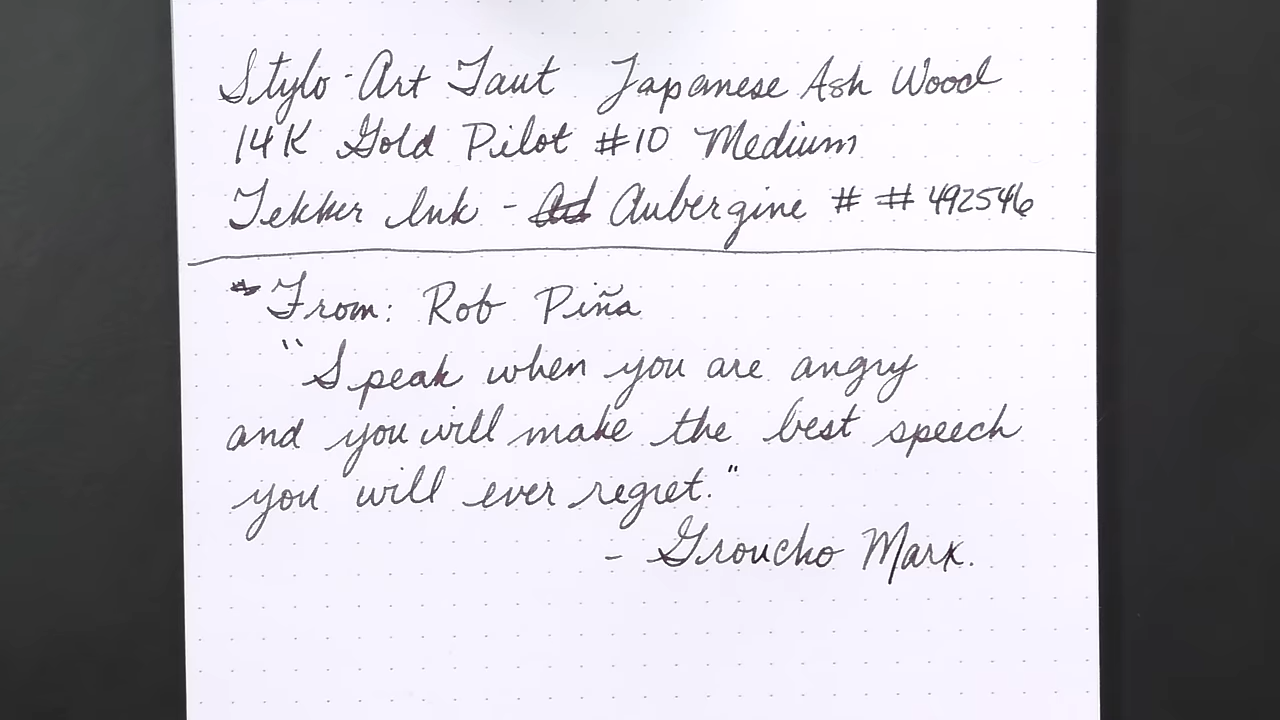 Stylo-Art Taut Japanese Ash Wood
14K Gold Pilot #10 Medium
Tekker Ink - Aubergine # #492546
*From: Rob Piña
"Speak when you are angry
and you will make the best speech
you will ever regret."
- Groucho Marx.